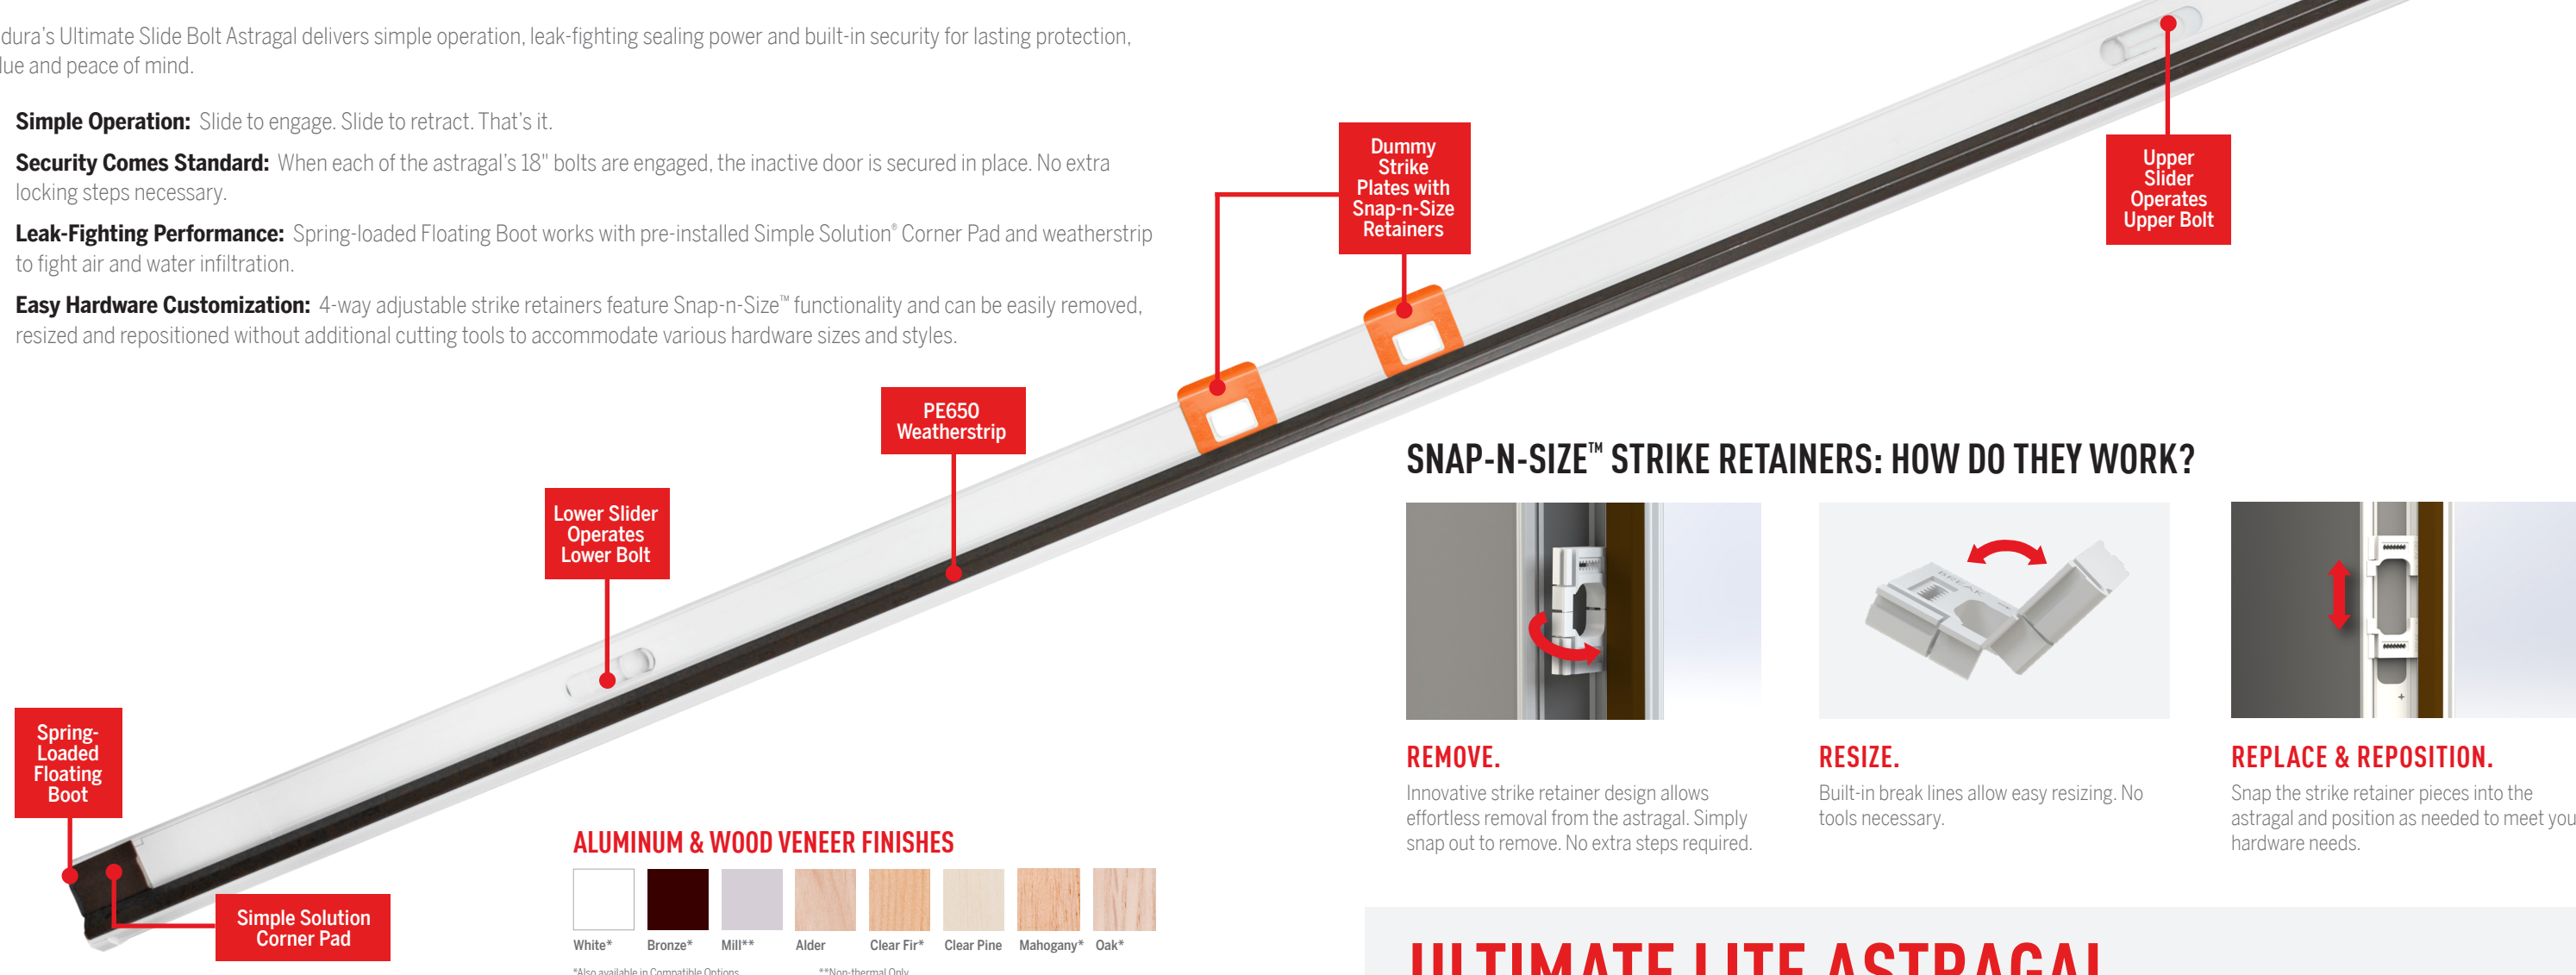 dura's Ultimate Slide Bolt Astragal delivers simple operation, leak-fighting sealing power and built-in security for lasting protection,
lue and peace of mind.
Simple Operation: Slide to engage. Slide to retract. That's it.
Security Comes Standard: When each of the astragal's 18" bolts are engaged, the inactive door is secured in place. No extra
locking steps necessary.
Leak-Fighting Performance: Spring-loaded Floating Boot works with pre-installed Simple Solution® Corner Pad and weatherstrip
to fight air and water infiltration.
Easy Hardware Customization: 4-way adjustable strike retainers feature Snap-n-Size™ functionality and can be easily removed,
resized and repositioned without additional cutting tools to accommodate various hardware sizes and styles.
Upper
Slider
Operates
Upper Bolt
Dummy
Strike
Plates with
Snap-n-Size
Retainers
PE650
Weatherstrip
Lower Slider
Operates
Lower Bolt
Spring-
Loaded
Floating
Boot
Simple Solution
Corner Pad
ALUMINUM & WOOD VENEER FINISHES
White*
Bronze*
Mill**
Alder
Clear Fir*
Clear Pine
Mahogany*
Oak*
*Also available in Compatible Options
**Non-thermal Only
SNAP-N-SIZE™ STRIKE RETAINERS: HOW DO THEY WORK?
BREAK
REMOVE.
Innovative strike retainer design allows
effortless removal from the astragal. Simply
snap out to remove. No extra steps required.
RESIZE.
Built-in break lines allow easy resizing. No
tools necessary.
REPLACE & REPOSITION.
Snap the strike retainer pieces into the
astragal and position as needed to meet you
hardware needs.
ULTIMATE LITE ASTRAGAL